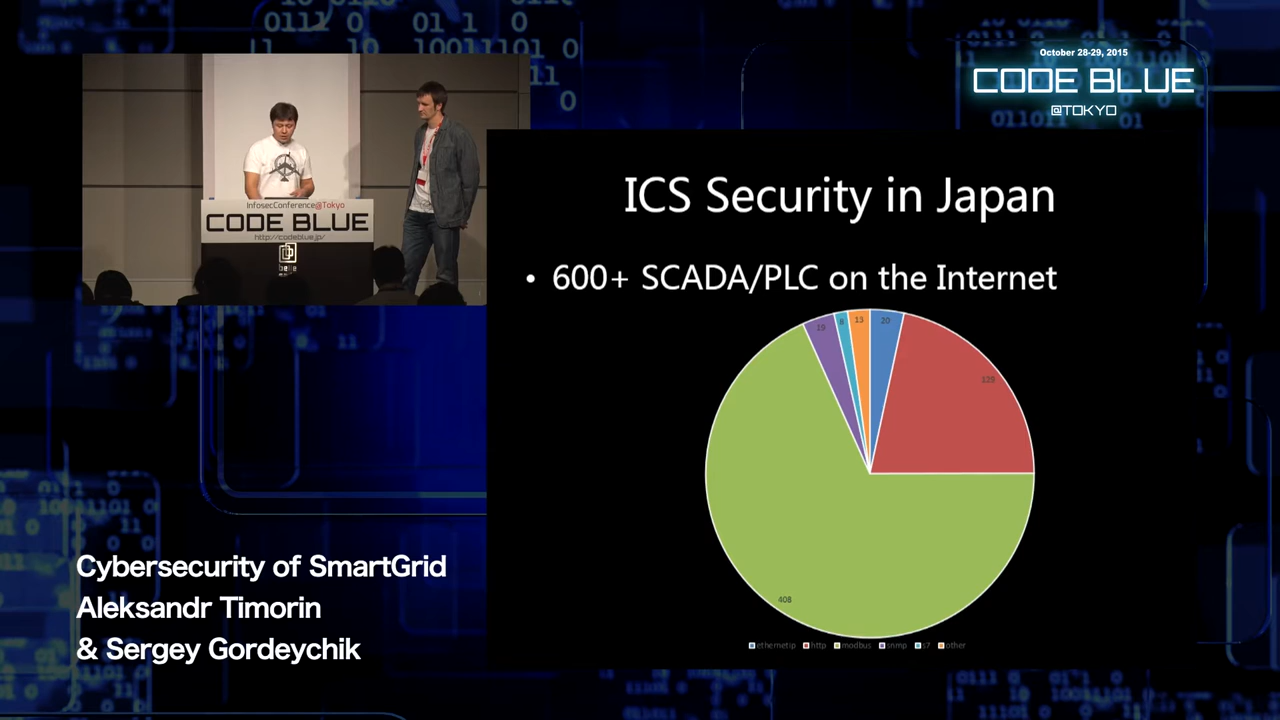 October 28-29, 2015
CODE BLUE
@TOKYO
InfosecConference@Tokyo
CODE BLUE
http://codeblue.jp/
ICS Security in Japan
• 600+ SCADA/PLC on the Internet
19
8
13
20
129
408
ethernetip http modbus snmp s7 other
Cybersecurity of SmartGrid
Aleksandr Timorin
& Sergey Gordeychik